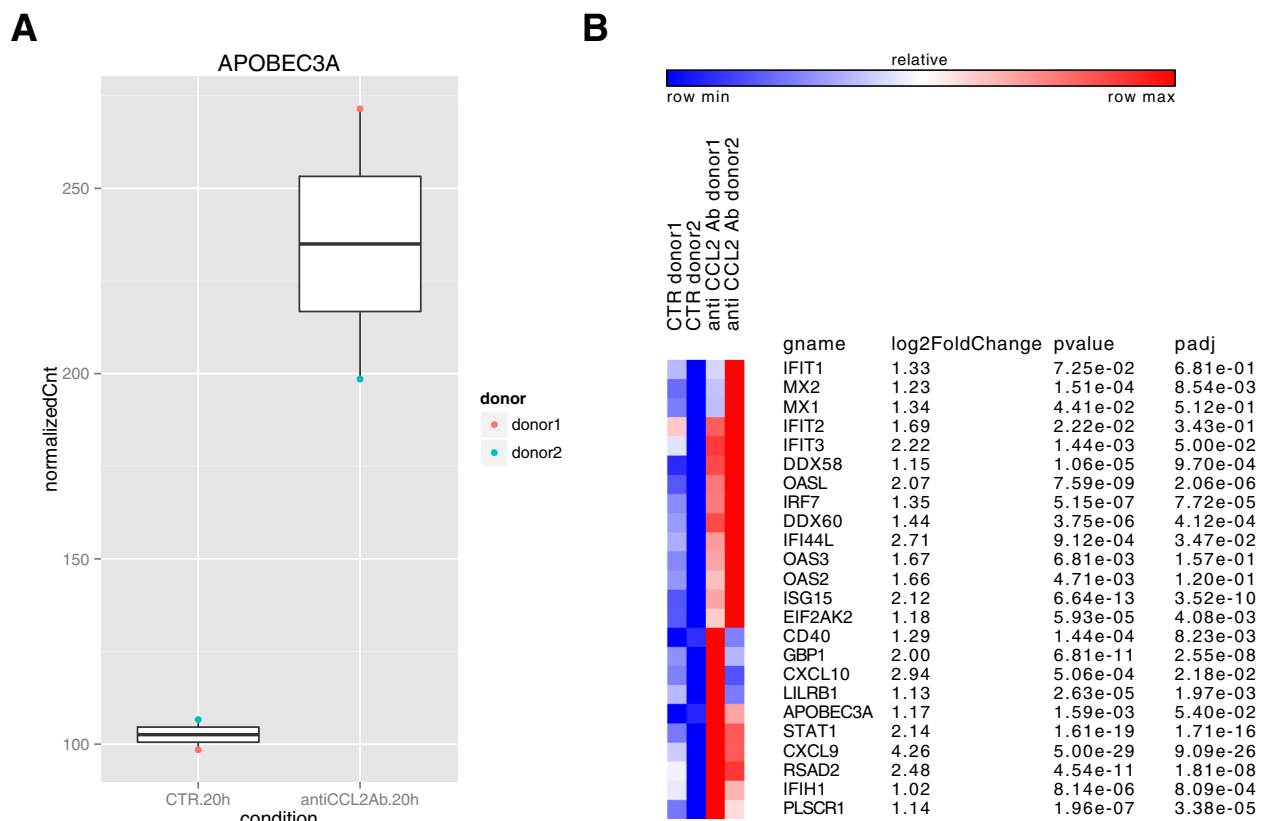 A
APOBEC3A
250
200
150
100
normalizedCnt
CTR.20h antiCCL2Ab.20h
condition
donor
donor1
donor2
B
relative
row min row max
CTR donor1
CTR donor2
anti CCL2 Ab donor1
anti CCL2 Ab donor2
gname log2FoldChange pvalue padj
IFIT1 1.33 7.25e-02 6.81e-01
MX2 1.23 1.51e-04 8.54e-03
MX1 1.34 4.41e-02 5.12e-01
IFIT2 1.69 2.22e-02 3.43e-01
IFIT3 2.22 1.44e-03 5.00e-02
DDX58 1.15 1.06e-05 9.70e-04
OASL 2.07 7.59e-09 2.06e-06
IRF7 1.35 5.15e-07 7.72e-05
DDX60 1.44 3.75e-06 4.12e-04
IFI44L 2.71 9.12e-04 3.47e-02
OAS3 1.67 6.81e-03 1.57e-01
OAS2 1.66 4.71e-03 1.20e-01
ISG15 2.12 6.64e-13 3.52e-10
EIF2AK2 1.18 5.93e-05 4.08e-03
CD40 1.29 1.44e-04 8.23e-03
GBP1 2.00 6.81e-11 2.55e-08
CXCL10 2.94 5.06e-04 2.18e-02
LILRB1 1.13 2.63e-05 1.97e-03
APOBEC3A 1.17 1.59e-03 5.40e-02
STAT1 2.14 1.61e-19 1.71e-16
CXCL9 4.26 5.00e-29 9.09e-26
RSAD2 2.48 4.54e-11 1.81e-08
IFIH1 1.02 8.14e-06 8.09e-04
PLSCR1 1.14 1.96e-07 3.38e-05